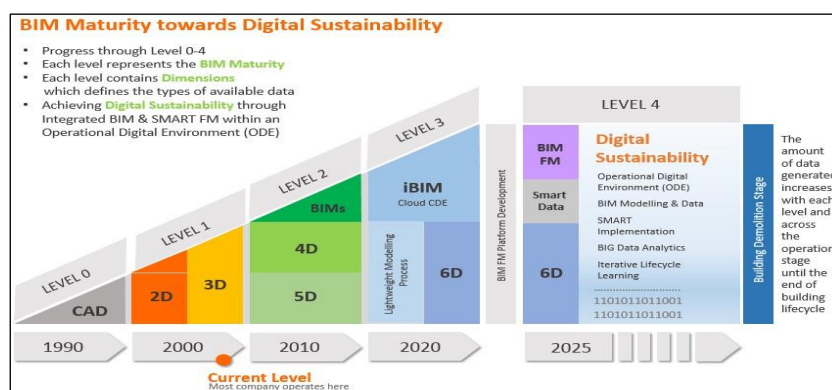 BIM Maturity towards Digital Sustainability
• Progress through Level 0-4
• Each level represents the BIM Maturity
• Each level contains Dimensions
which defines the types of available data
• Achieving Digital Sustainability through
Integrated BIM & SMART FM within an
Operational Digital Environment (ODE)
LEVEL 0
CAD
LEVEL 1
2D
3D
LEVEL 2
BIMs
4D
5D
LEVEL 3
iBIM
Cloud CDE
Lightweight Modelling
Process
6D
BIM FM Platform Development
LEVEL 4
BIM
FM
Smart
Data
6D
Digital
Sustainability
Operational Digital
Environment (ODE)
BIM Modelling & Data
SMART
Implementation
BIG Data Analytics
Iterative Lifecycle
Learning
1101011011001
1101011011001
Building Demolition Stage
The
amount
of data
generated
increases
with each
level and
across
the
operation
stage
until the
end of
building
lifecycle
1990
2000
2010
2020
2025
Current Level
Most company operates here